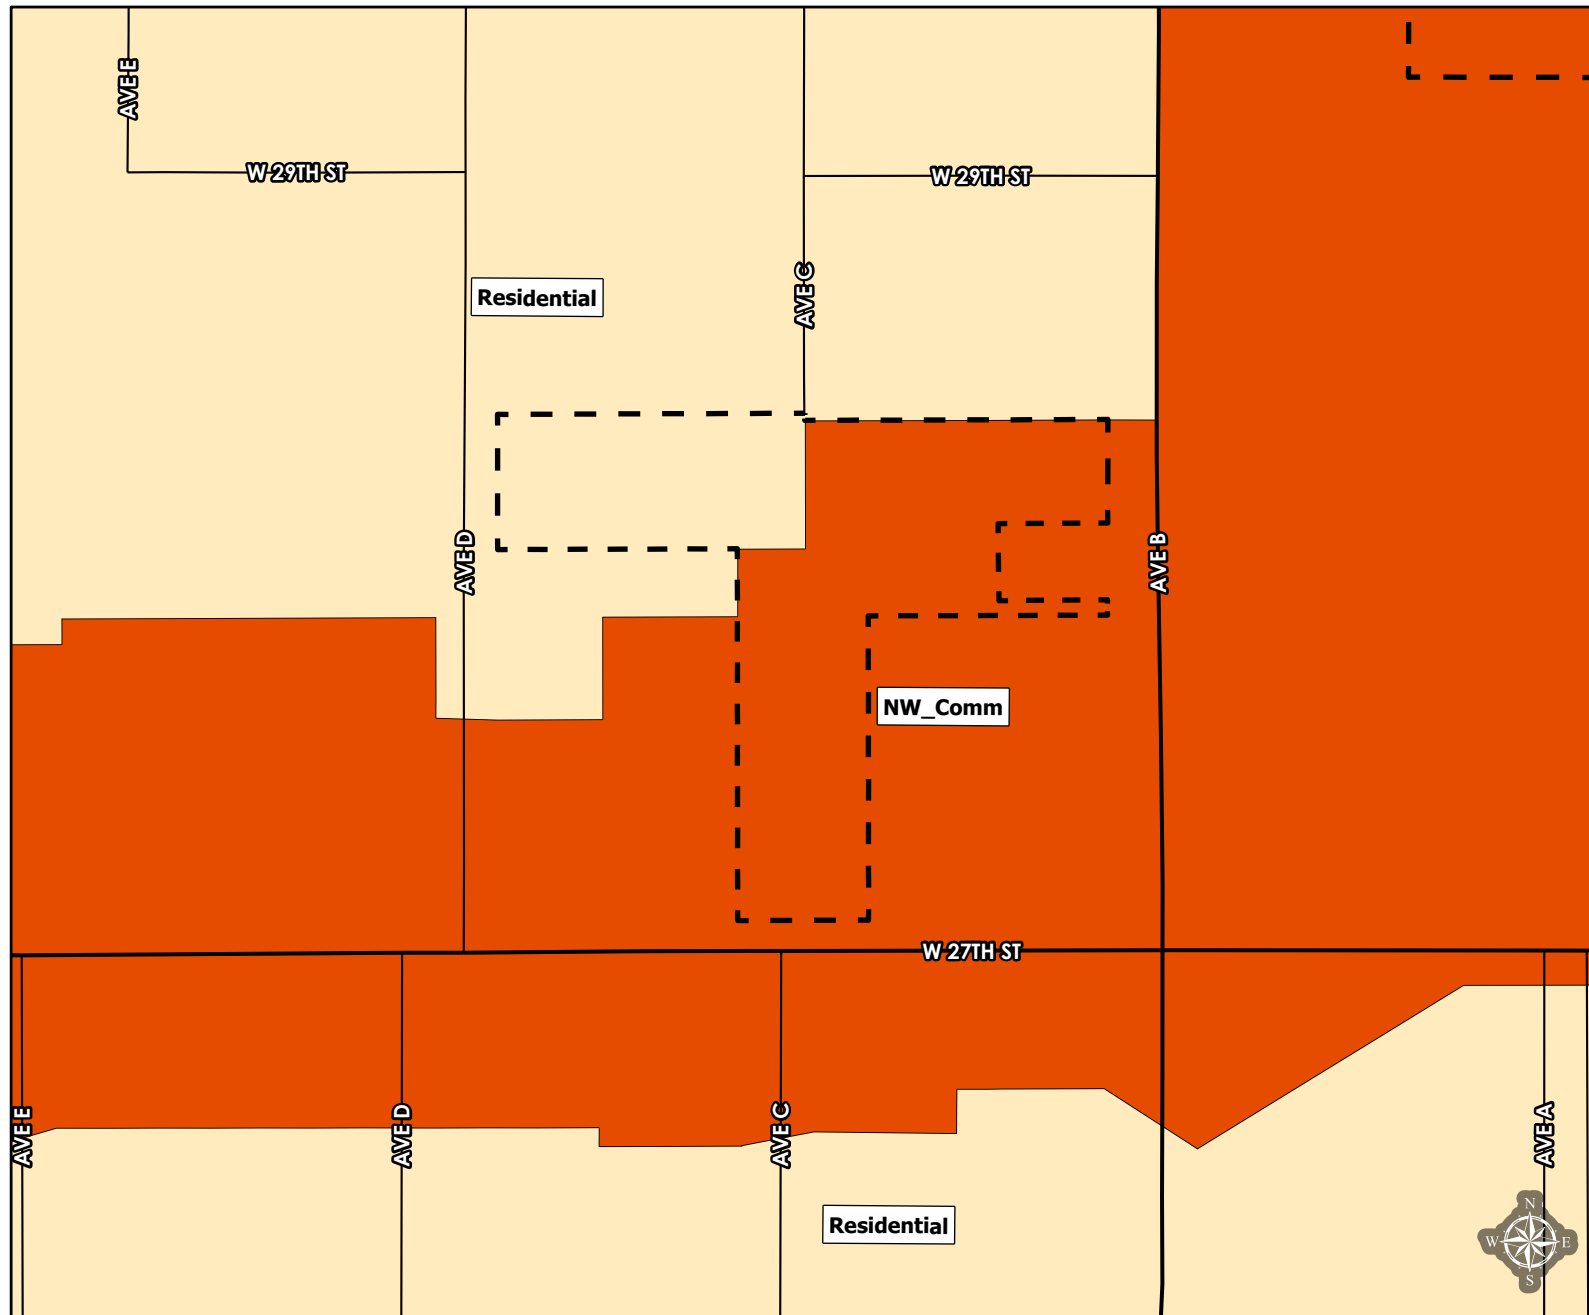 AVE E
W 29TH ST
W 29TH ST
AVE C
Residential
AVE D
AVE B
NW_Comm
W 27TH ST
AVE E
AVE D
AVE C
AVE A
Residential
N
W E
S